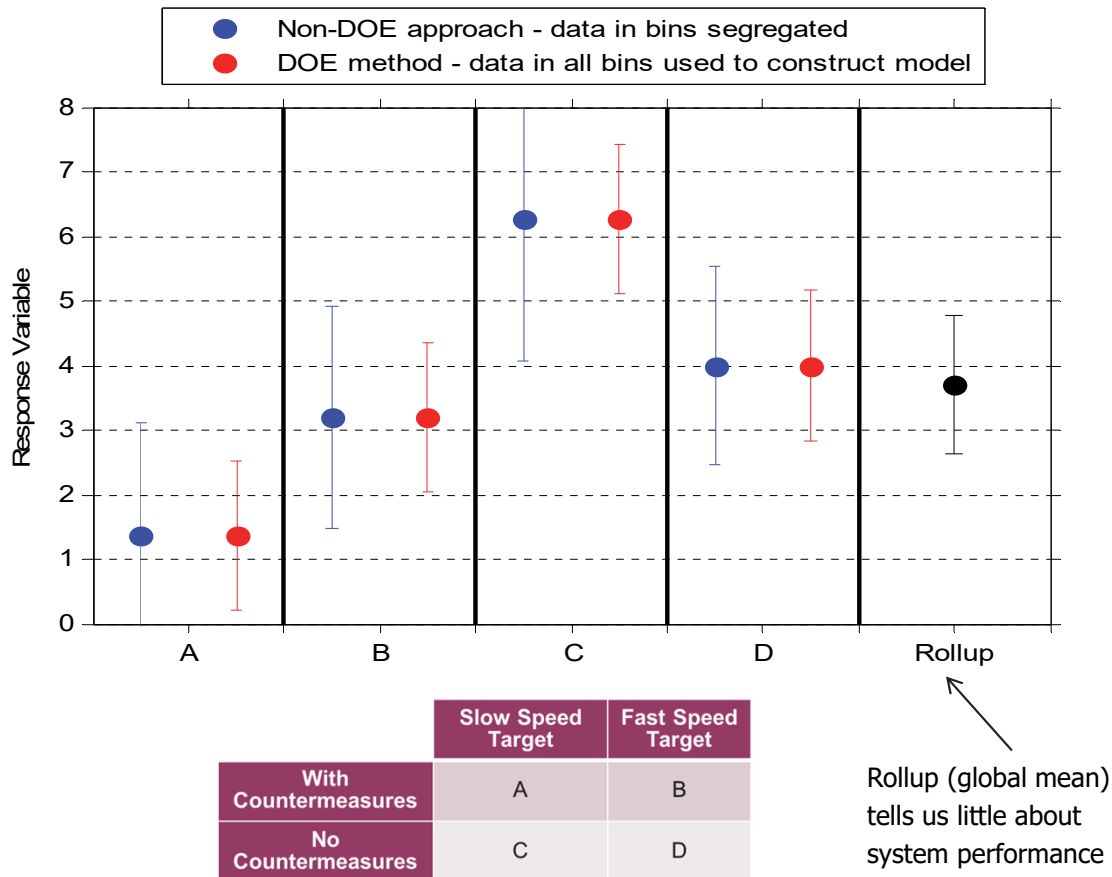 Non-DOE approach - data in bins segregated
DOE method - data in all bins used to construct model
8
7
6
5
4
3
2
1
0
Response Variable
A
B
C
D
Rollup
Slow Speed
Target
Fast Speed
Target
With
Countermeasures
A
B
No
Countermeasures
C
D
Rollup (global mean)
tells us little about
system performance